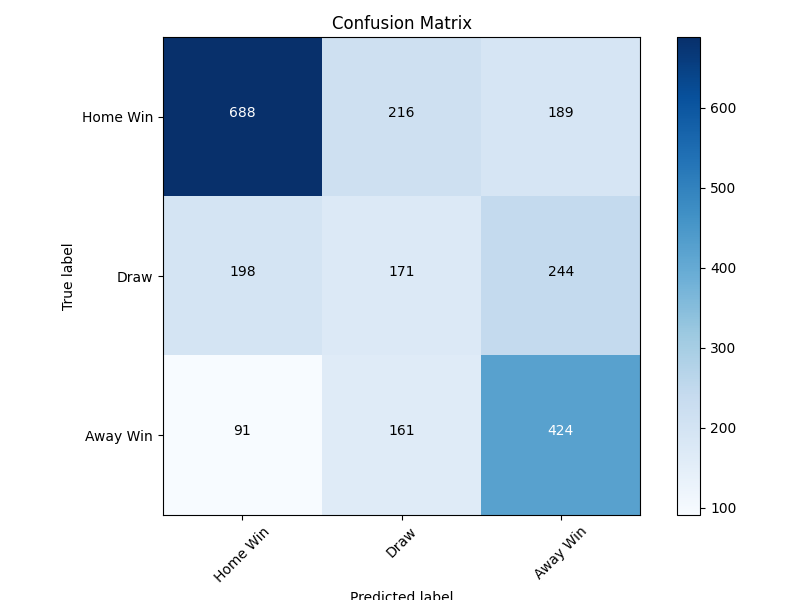 Confusion Matrix
Home Win
688
216
189
600
500
True label
Draw
198
171
244
400
300
Away Win
91
161
424
200
100
Home Win
Draw
Away Win
Predicted label